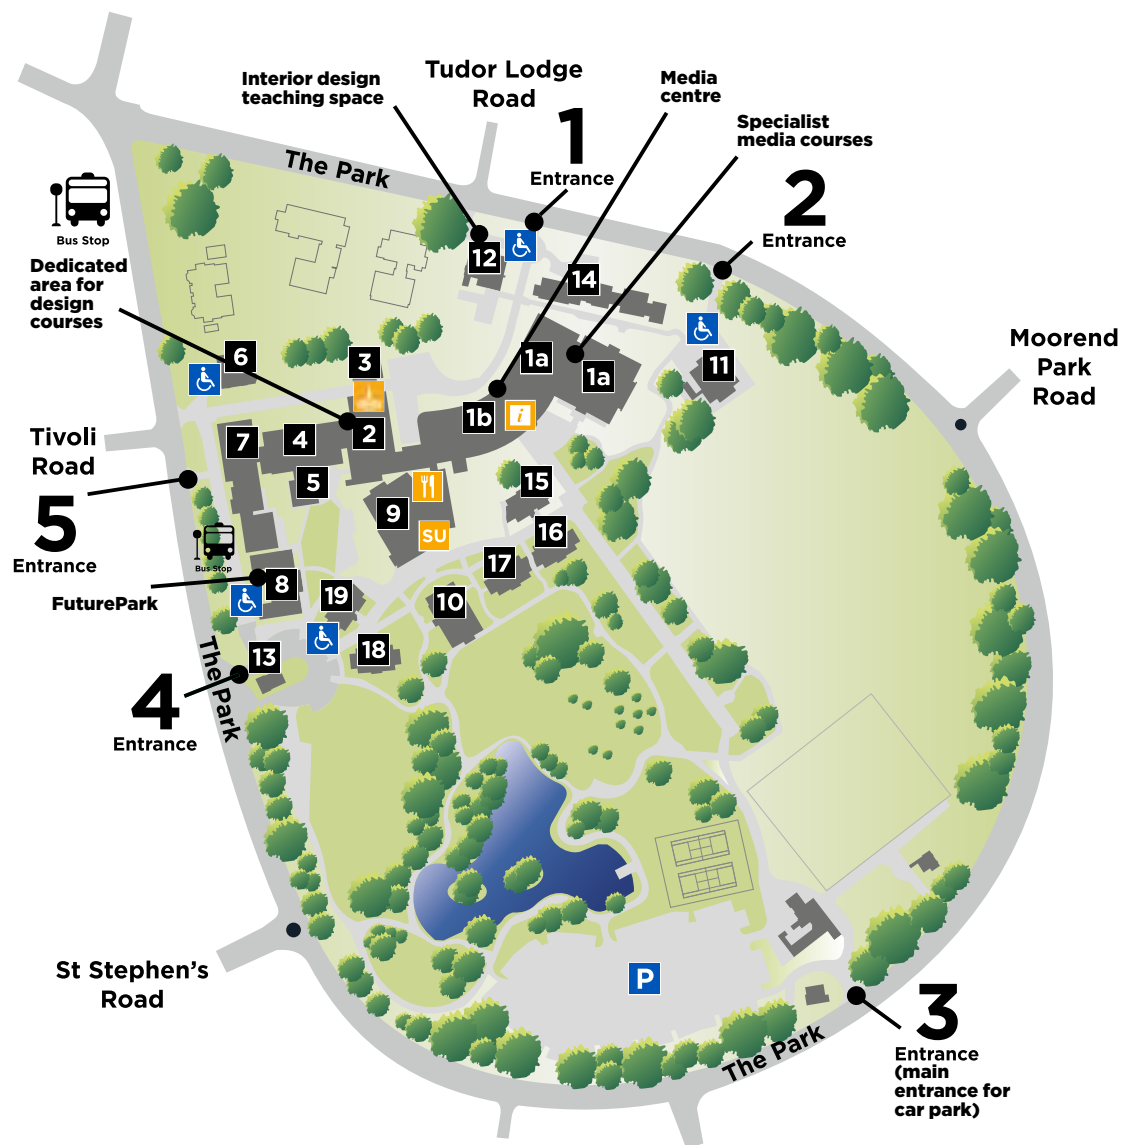 Tudor Lodge
Road
Interior design
teaching space
Media
centre
Specialist
media courses
1
Entrance
2
Entrance
The Park
Bus Stop
Dedicated
area for
design
courses
12
14
6
3
1a
1a
11
Moorend
Park
Road
1b
i
2
7
4
5
Tivoli
Road
5
Entrance
15
9
SU
16
17
Bus Stop
8
FuturePark
19
10
18
13
The Park
4
Entrance
St Stephen's
Road
P
3
Entrance
(main
entrance for
car park)
The Park